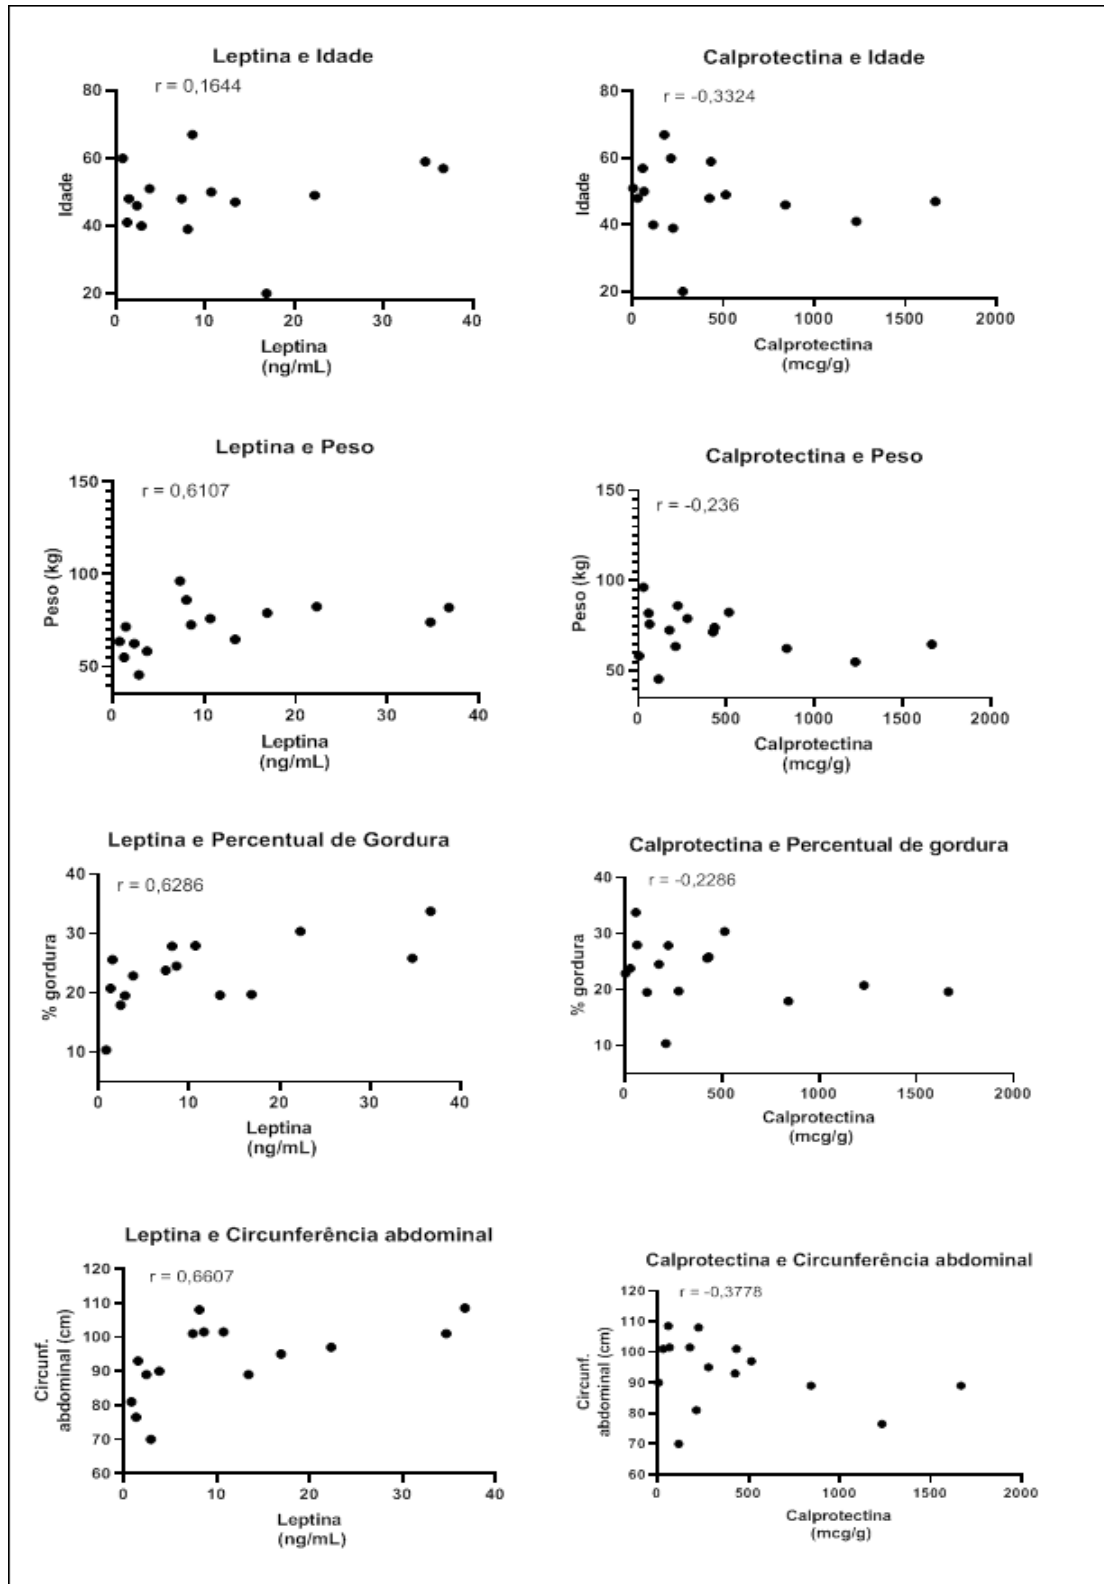 Leptina e Idade
r = 0,1644
80
60
40
20
Idade
0 10 20 30 40
Leptina
(ng/mL)
Calprotectina e Idade
r = -0,3324
80
60
40
20
Idade
0 500 1000 1500 2000
Calprotectina
(mcg/g)
Leptina e Peso
r = 0,6107
150
100
50
Peso (kg)
0 10 20 30 40
Leptina
(ng/mL)
Calprotectina e Peso
r = -0,236
150
100
50
Peso (kg)
0 500 1000 1500 2000
Calprotectina
(mcg/g)
Leptina e Percentual de Gordura
r = 0,6286
40
30
20
10
% gordura
0 10 20 30 40
Leptina
(ng/mL)
Calprotectina e Percentual de gordura
r = -0,2286
40
30
20
10
% gordura
0 500 1000 1500 2000
Calprotectina
(mcg/g)
Leptina e Circunferência abdominal
r = 0,6607
120
110
100
90
80
70
60
Circunf.
abdominal (cm)
0 10 20 30 40
Leptina
(ng/mL)
Calprotectina e Circunferência abdominal
r = -0,3778
120
110
100
90
80
70
60
Circunf.
abdominal (cm)
0 500 1000 1500 2000
Calprotectina
(mcg/g)